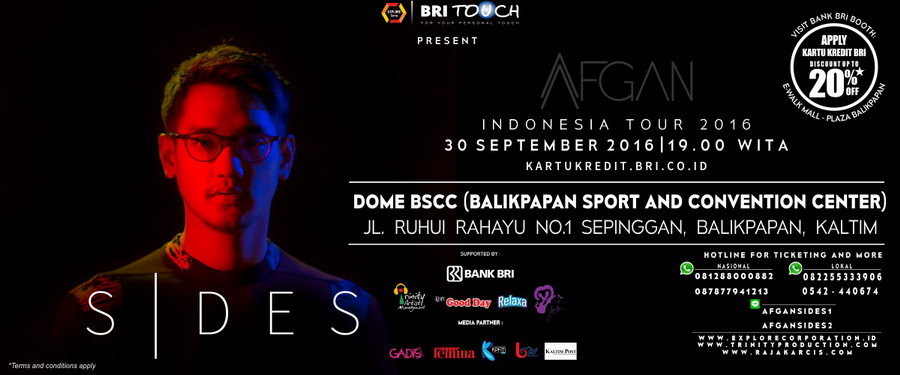 BRI TOUCH
FOR YOUR PERSONAL TOUCH
PRESENT
AFGAN
INDONESIA TOUR 2016
30 SEPTEMBER 2016|19.00 WITA
KARTUKREDIT.BRI.CO.ID
VISIT BANK BRI BOOTH:
APPLY
KARTU KREDIT BRI
DISCOUNT UP TO
20%* OFF
E-WALK MALL - PLAZA BALIKPAPAN
DOME BSCC (BALIKPAPAN SPORT AND CONVENTION CENTER)
JL. RUHUI RAHAYU NO.1 SEPINGGAN, BALIKPAPAN, KALTIM
S|DES
SUPPORTED BY :
BANK BRI
Trinity Artist Management
Good Day
Relaxa
MEDIA PARTNER :
GADIS
femina
KALTIM POST
HOTLINE FOR TICKETING AND MORE
NASIONAL
LOKAL
081288000882
082255333906
087877941213
0542 - 440674
AFGANSIDES1
AFGANSIDES2
WWW.EXPLORECORPORATION.ID
WWW.TRINITYPRODUCTION.COM
WWW.RAJAKARCIS.COM
*Terms and conditions apply